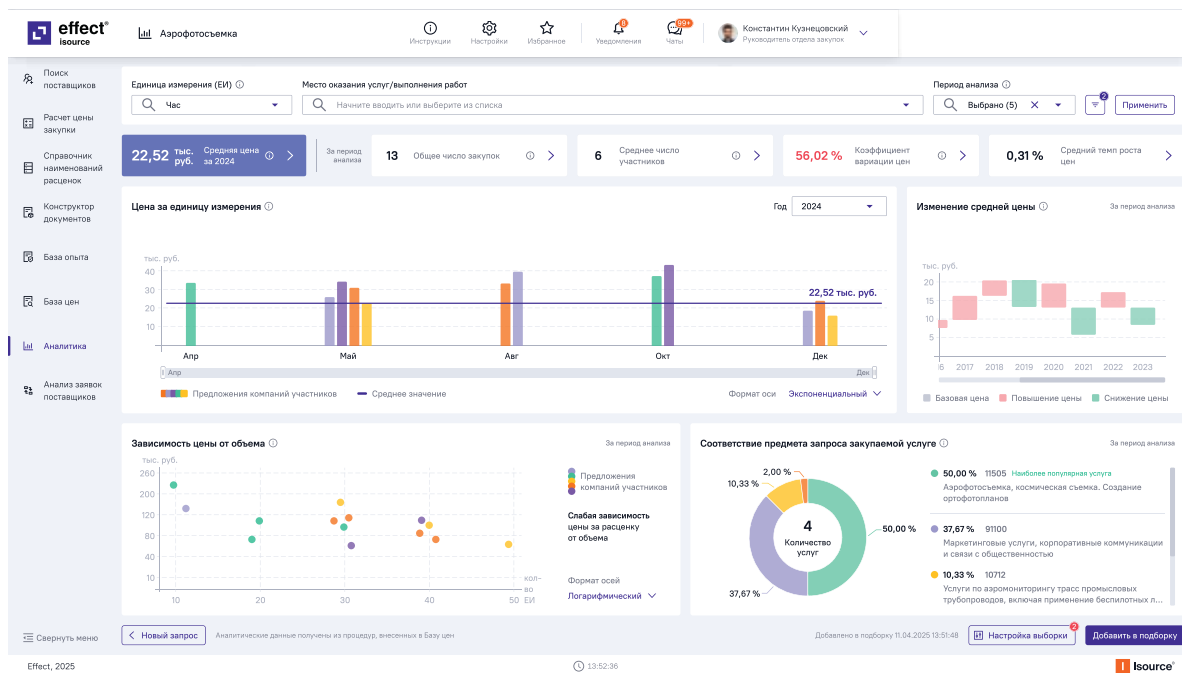 effect®
isource
Аэрофотосъемка
Инструкции
Настройки
Избранное
8
Уведомления
99+
Чаты
Константин Кузнецовский
Руководитель отдела закупок
Поиск
поставщиков
Расчет цены
закупки
Справочник
наименований
расценок
Конструктор
документов
База опыта
База цен
Аналитика
Анализ заявок
поставщиков
Свернуть меню
Единица измерения (ЕИ)
Час
Место оказания услуг/выполнения работ
Начните вводить или выберите из списка
Период анализа
Выбрано (5)
2
Применить
22,52 тыс. руб.
Средняя цена
за 2024
За период
анализа
13
Общее число закупок
6
Среднее число
участников
56,02 %
Коэффициент
вариации цен
0,31 %
Средний темп роста
цен
Цена за единицу измерения
Год
2024
тыс. руб.
40
30
20
10
22,52 тыс. руб.
Апр
Май
Авг
Окт
Дек
Апр
Дек
Предложения компаний участников
Среднее значение
Формат оси
Экспоненциальный
Изменение средней цены
За период анализа
тыс. руб.
20
15
10
5
6 2017 2018 2019 2020 2021 2022 2023
Базовая цена
Повышение цены
Снижение цены
Зависимость цены от объема
За период анализа
тыс. руб.
260
200
120
80
40
10
10 20 30 40 50
кол-
во
ЕИ
Предложения
компаний участников
Слабая зависимость
цены за расценку
от объема
Формат осей
Логарифмический
Соответствие предмета запроса закупаемой услуге
За период анализа
2,00 %
10,33 %
50,00 %
37,67 %
4
Количество
услуг
50,00 % 11505 Наиболее популярная услуга
Аэрофотосъемка, космическая съемка. Создание
ортофотопланов
37,67 % 91100
Маркетинговые услуги, корпоративные коммуникации
и связи с общественностью
10,33 % 10712
Услуги по аэромониторингу трасс промысловых
трубопроводов, включая применение беспилотных л...
Новый запрос
Аналитические данные получены из процедур, внесенных в Базу цен
Добавлено в подборку 11.04.2025 13:51:48
Настройка выборки
2
Добавить в подборку
Effect, 2025
13:52:36
Isource®